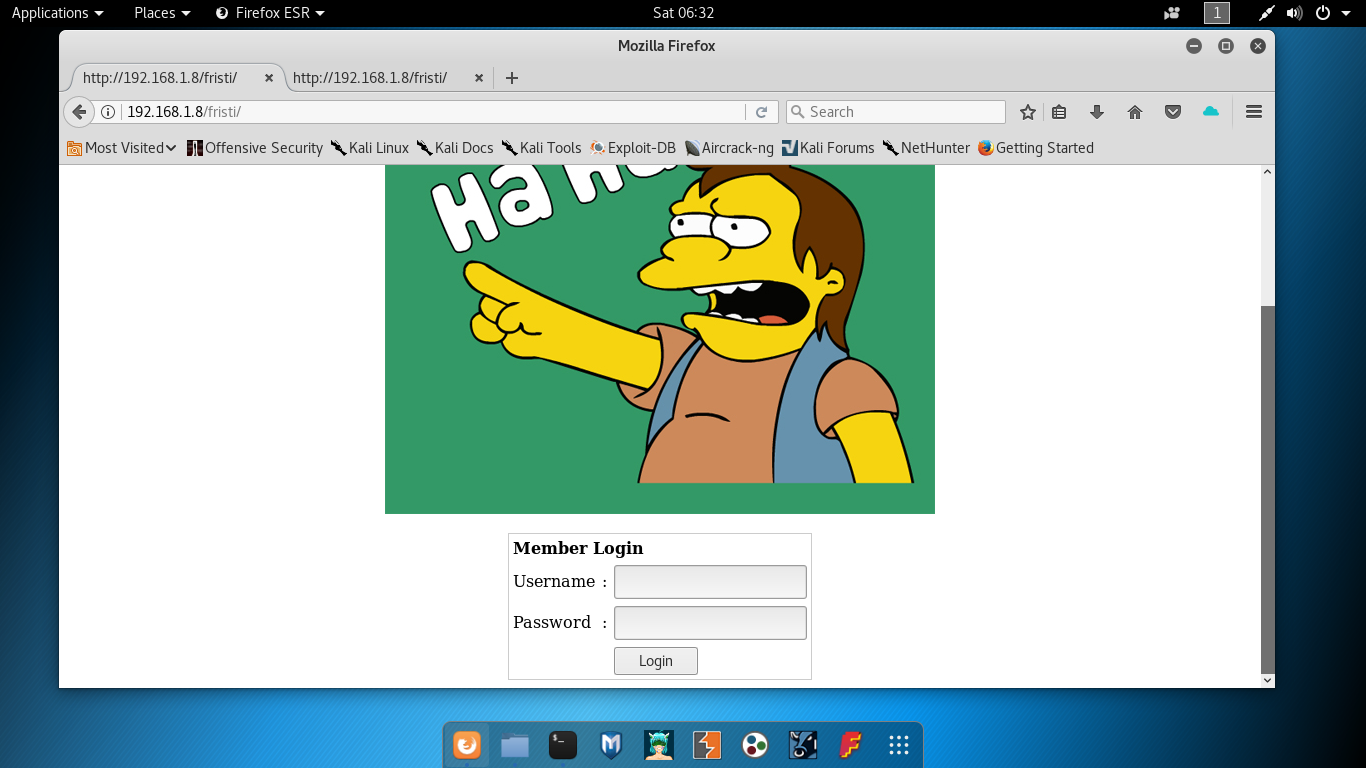 Applications Places Firefox ESR Sat 06:32 1
Mozilla Firefox
http://192.168.1.8/fristi/ http://192.168.1.8/fristi/
192.168.1.8/fristi/ Search
Most Visited Offensive Security Kali Linux Kali Docs Kali Tools Exploit-DB Aircrack-ng Kali Forums NetHunter Getting Started
Ha Ha
Member Login
Username :
Password :
Login